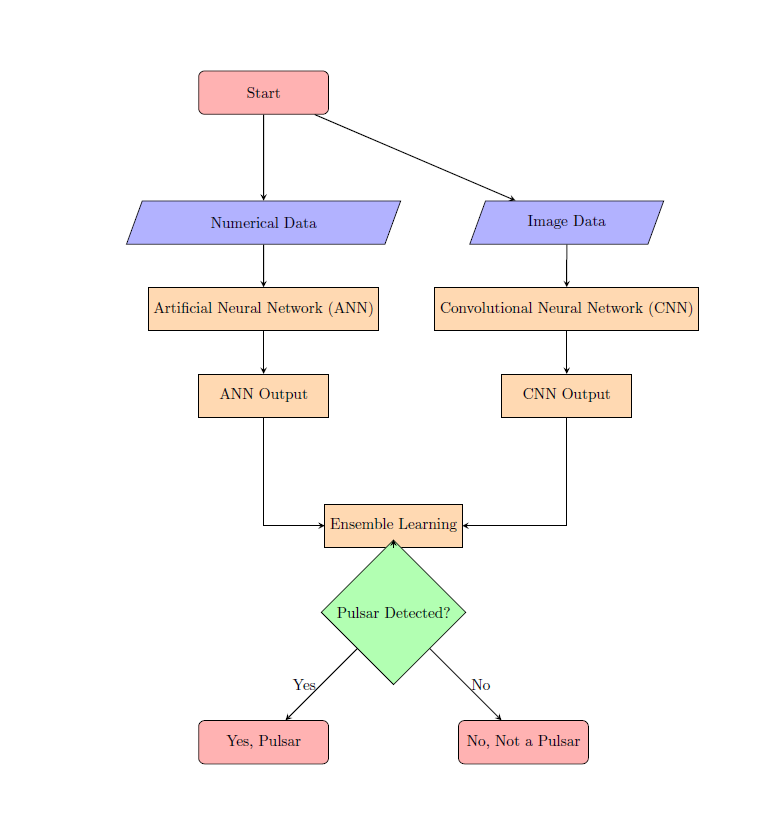 Start
Numerical Data
Image Data
Artificial Neural Network (ANN)
Convolutional Neural Network (CNN)
ANN Output
CNN Output
Ensemble Learning
Pulsar Detected?
Yes
No
Yes, Pulsar
No, Not a Pulsar